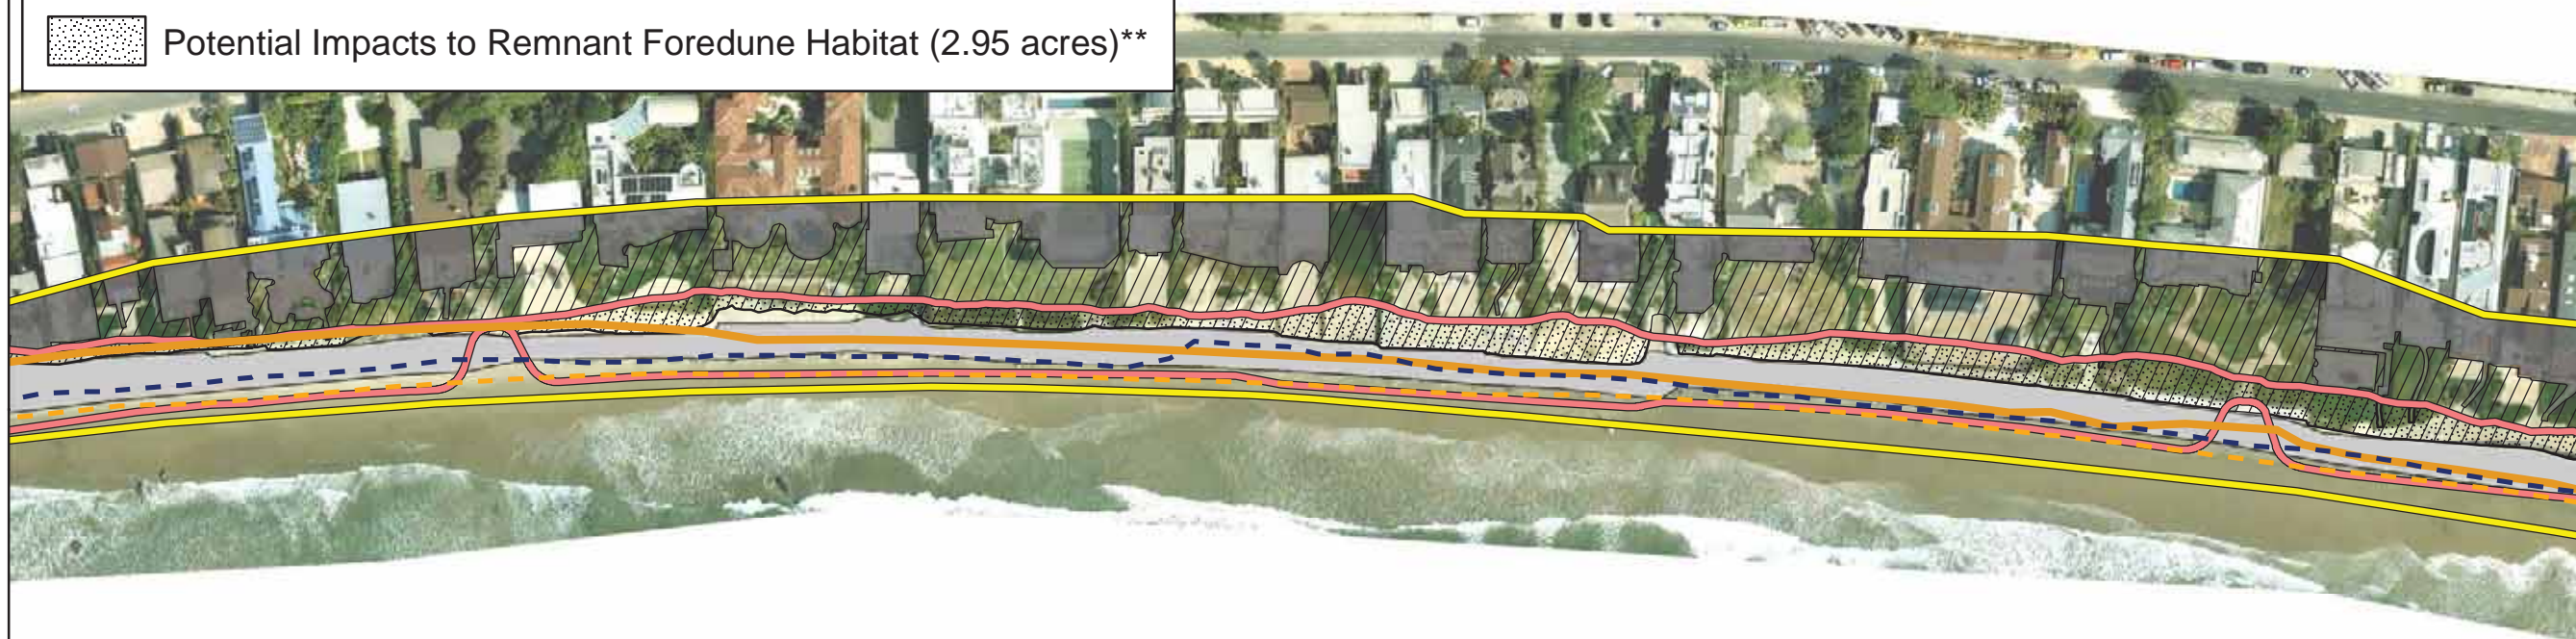 Potential Impacts to Remnant Foredune Habitat (2.95 acres)**